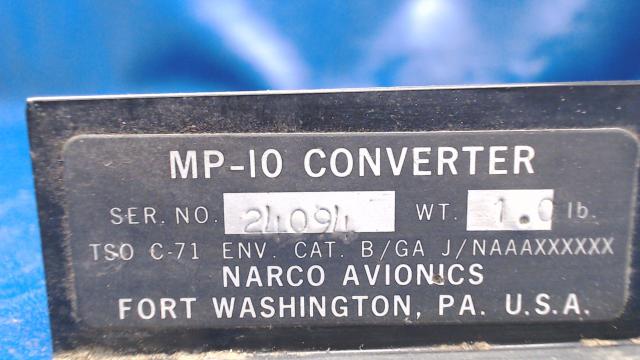 MP-10 CONVERTER
SER. NO. 24094 WT. 1.0 lb.
TSO C-71 ENV. CAT. B/GA J/NAAAXXXXXX
NARCO AVIONICS
FORT WASHINGTON, PA. U.S.A.